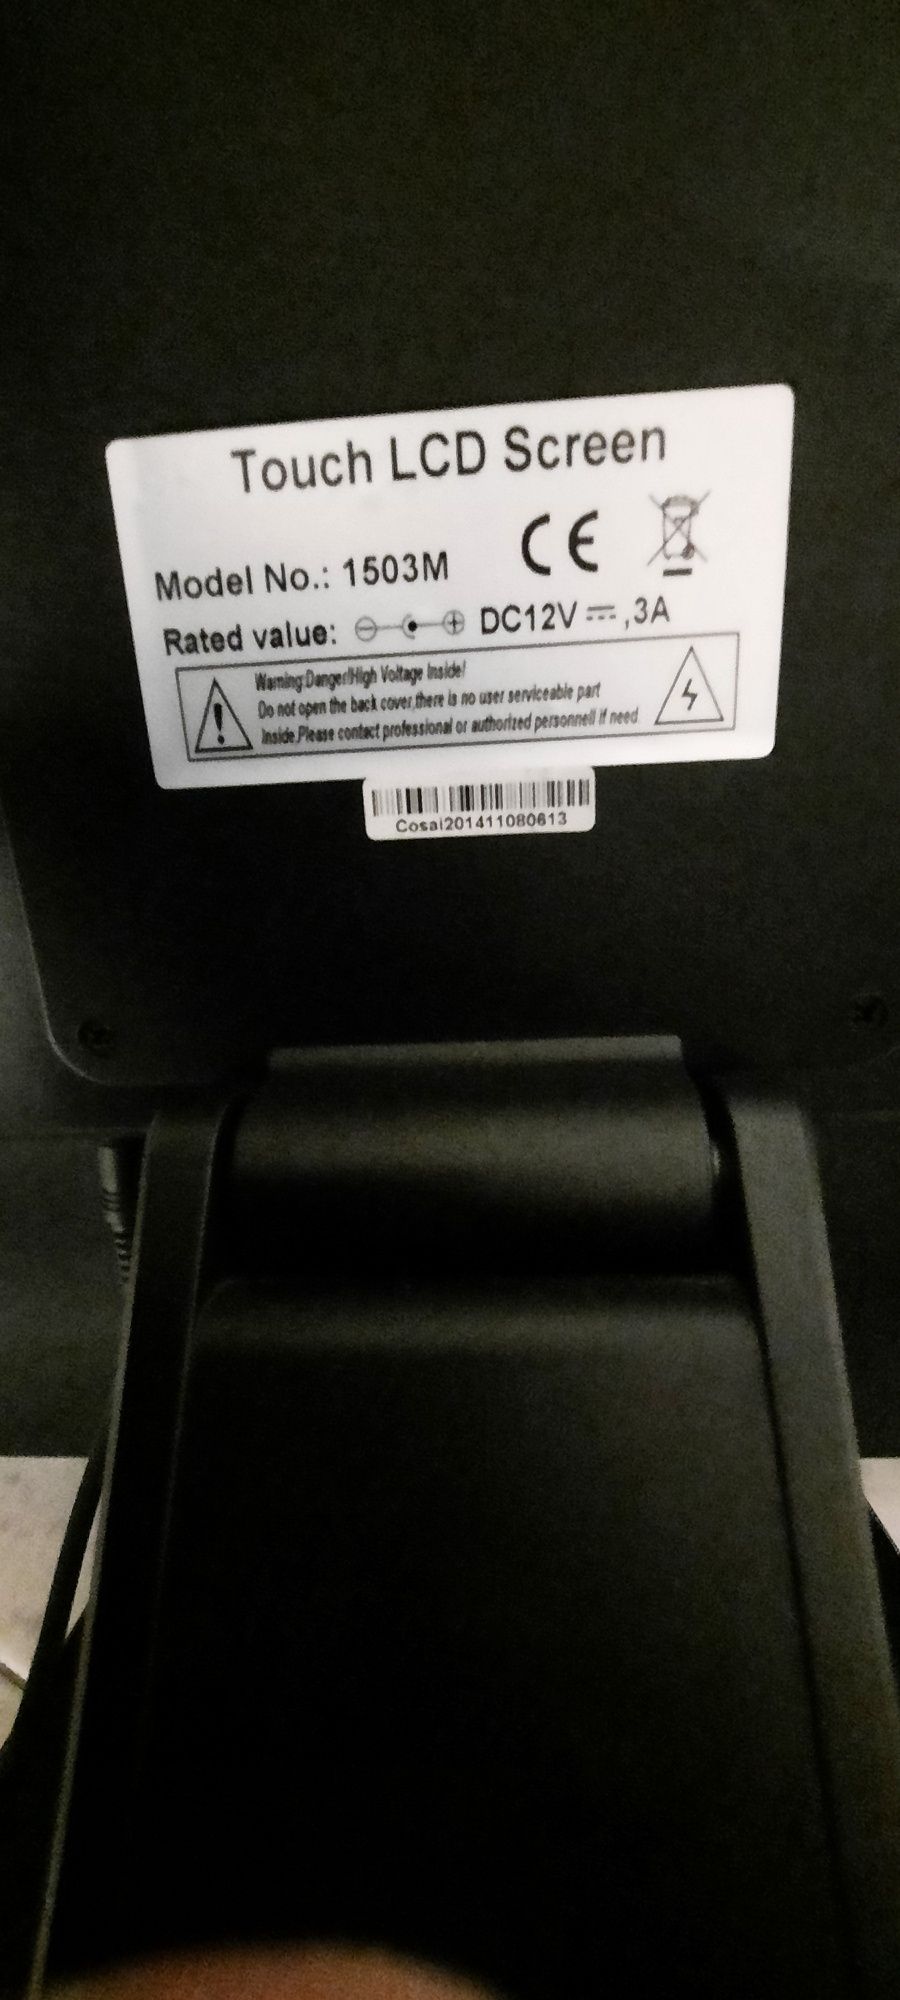 Touch LCD Screen
CE
Model No.: 1503M
Rated value: DC12V ,3A
Warning:Danger!High Voltage Inside!
Do not open the back cover,there is no user serviceable part
Inside.Please contact professional or authorized personnell if need
Cosai201411080613